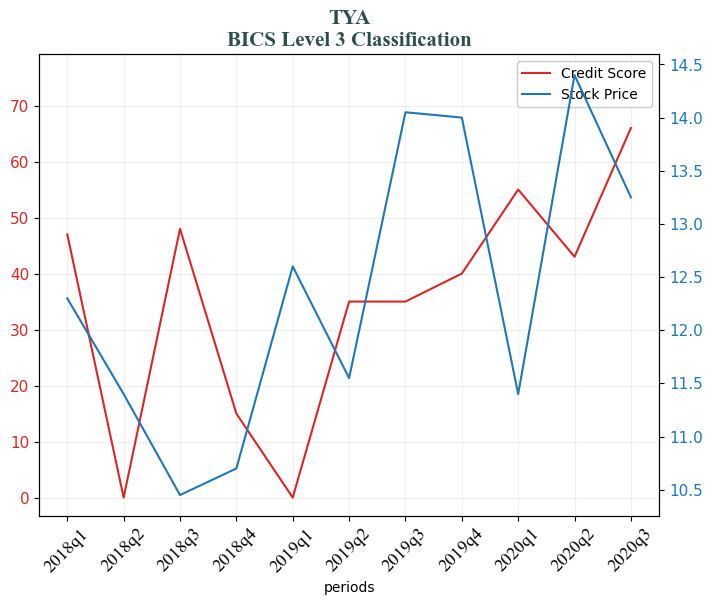 TYA
BICS Level 3 Classification
Credit Score
Stock Price
70
60
50
40
30
20
10
0
14.5
14.0
13.5
13.0
12.5
12.0
11.5
11.0
10.5
2018q1
2018q2
2018q3
2018q4
2019q1
2019q2
2019q3
2019q4
2020q1
2020q2
2020q3
periods